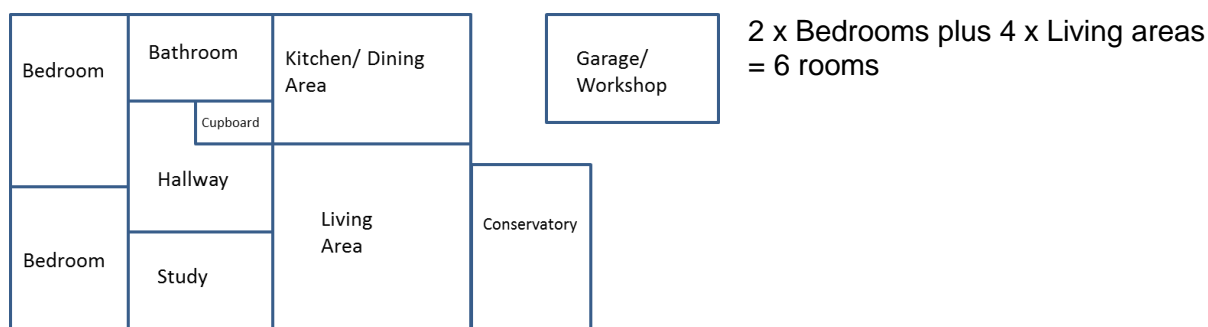 Bedroom
Bathroom
Kitchen/ Dining
Area
Garage/
Workshop
2 x Bedrooms plus 4 x Living areas
= 6 rooms
Cupboard
Hallway
Living
Area
Conservatory
Bedroom
Study